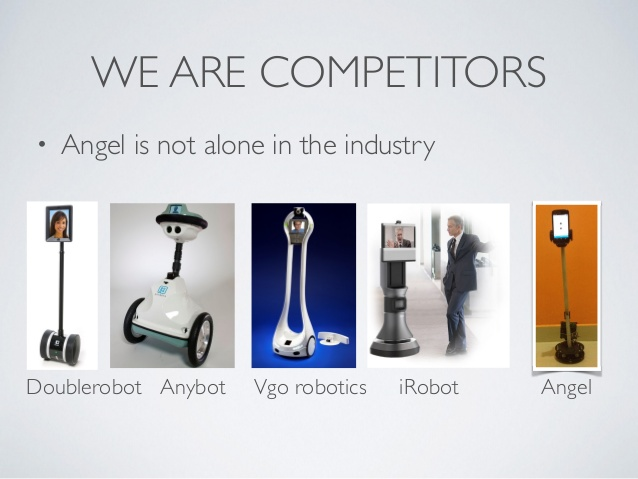 WE ARE COMPETITORS
• Angel is not alone in the industry
Doublerobot Anybot Vgo robotics iRobot Angel